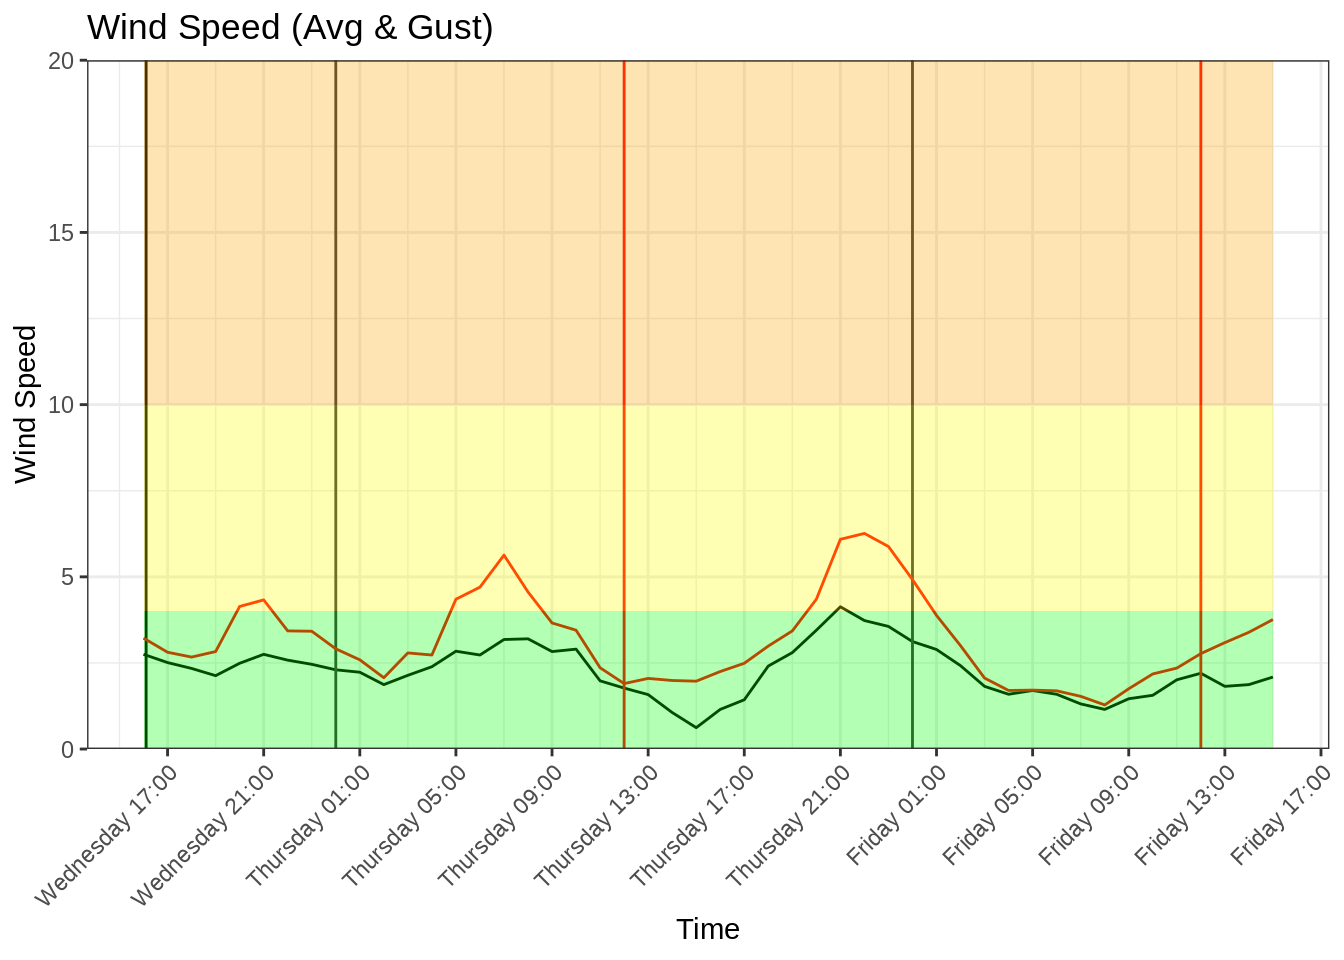 Wind Speed (Avg & Gust)
Wind Speed
20
15
10
5
0
Wednesday 17:00
Wednesday 21:00
Thursday 01:00
Thursday 05:00
Thursday 09:00
Thursday 13:00
Thursday 17:00
Thursday 21:00
Friday 01:00
Friday 05:00
Friday 09:00
Friday 13:00
Friday 17:00
Time